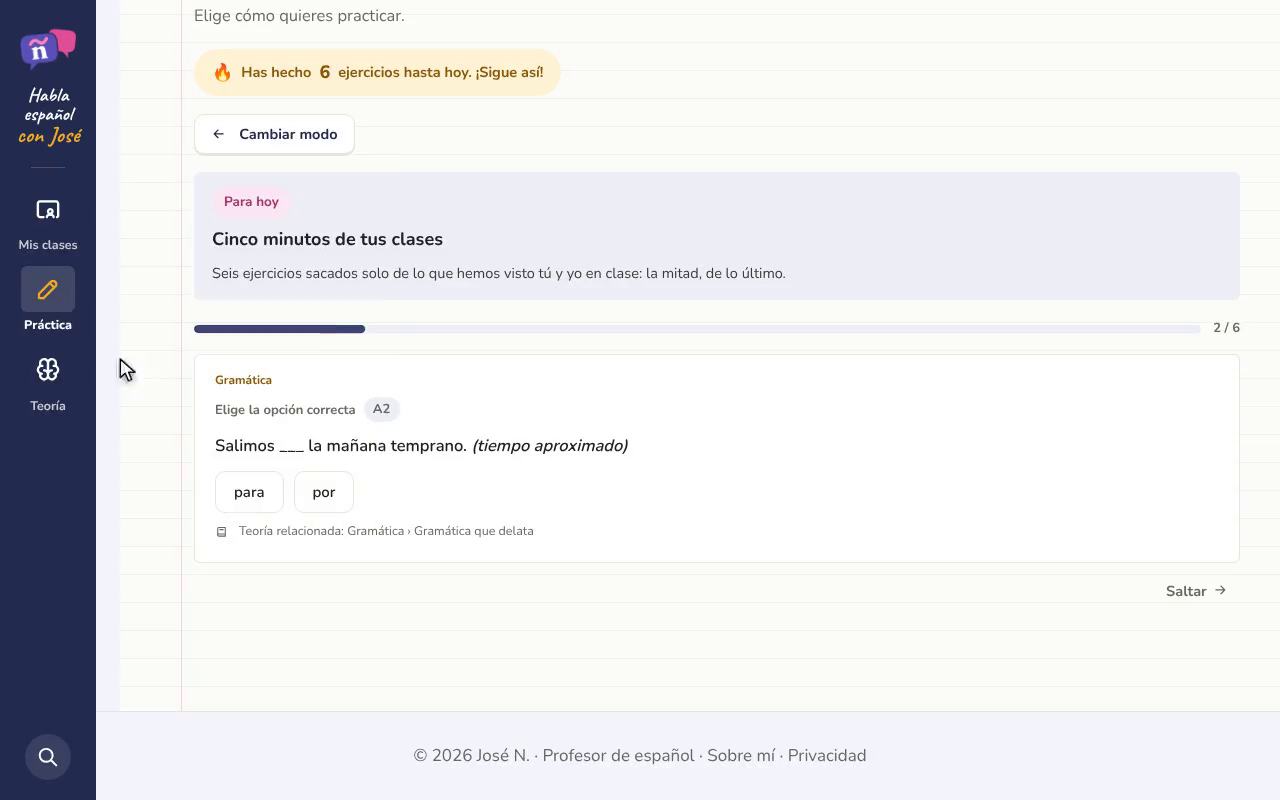 ñ
Habla
español
con José
Mis clases
Práctica
Teoría
Elige cómo quieres practicar.
Has hecho 6 ejercicios hasta hoy. ¡Sigue así!
Cambiar modo
Para hoy
Cinco minutos de tus clases
Seis ejercicios sacados solo de lo que hemos visto tú y yo en clase: la mitad, de lo último.
2 / 6
Gramática
Elige la opción correcta A2
Salimos ___ la mañana temprano. (tiempo aproximado)
para por
Teoría relacionada: Gramática › Gramática que delata
Saltar
© 2026 José N. · Profesor de español · Sobre mí · Privacidad